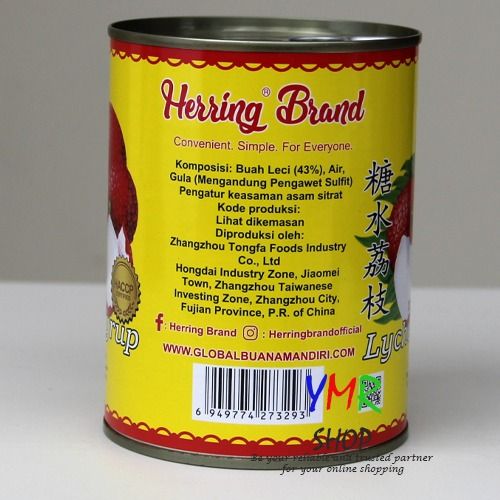 Herring® Brand
Convenient. Simple. For Everyone.
Komposisi: Buah Leci (43%), Air,
Gula (Mengandung Pengawet Sulfit)
Pengatur keasaman asam sitrat
Kode produksi:
Lihat dikemasan
Diproduksi oleh:
Zhangzhou Tongfa Foods Industry
Co., Ltd
Hongdai Industry Zone, Jiaomei
Town, Zhangzhou Taiwanese
Investing Zone, Zhangzhou City,
Fujian Province, P.R. of China
: Herring Brand : Herringbrandofficial
WWW.GLOBALBUANAMANDIRI.COM
6 949774 273293
糖水荔枝
Lyc
rup
HACCP
YMR
SHOP
Be your reliable and trusted partner
for your online shopping